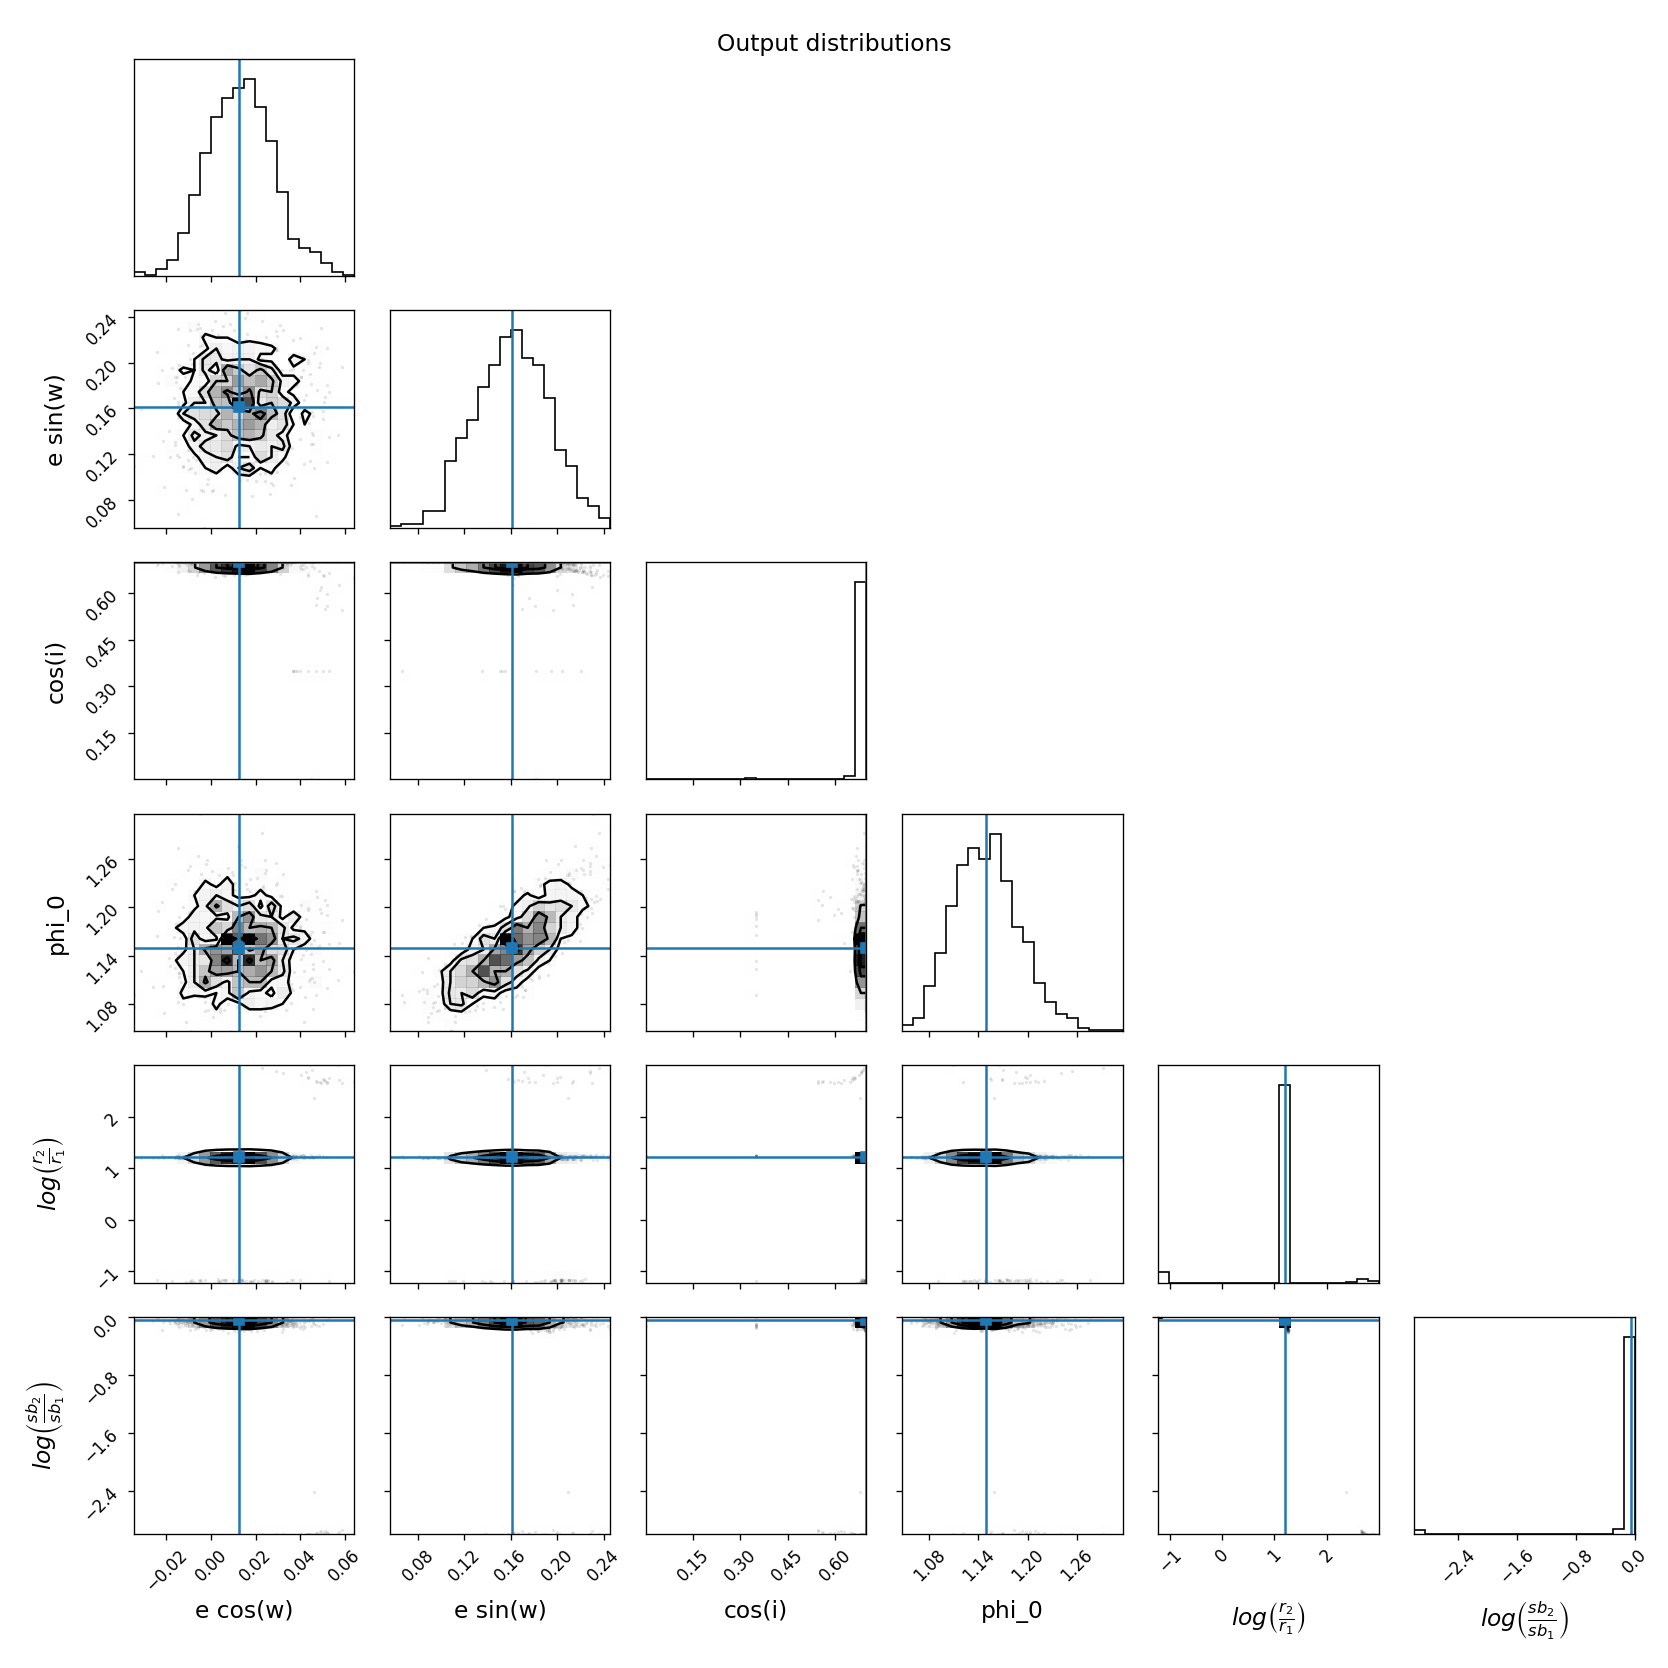 Output distributions
0.24
0.20
0.16
0.12
0.08
e sin(w)
0.60
0.45
0.30
0.15
cos(i)
1.26
1.20
1.14
1.08
phi_0
2
1
0
−1
log(r₂/r₁)
0.0
−0.8
−1.6
−2.4
log(sb₂/sb₁)
−0.02 0.00 0.02 0.04 0.06 0.08 0.12 0.16 0.20 0.24 0.15 0.30 0.45 0.60 1.08 1.14 1.20 1.26 −1 0 1 2 −2.4 −1.6 −0.8 0.0
e cos(w) e sin(w) cos(i) phi_0 log(r₂/r₁) log(sb₂/sb₁)